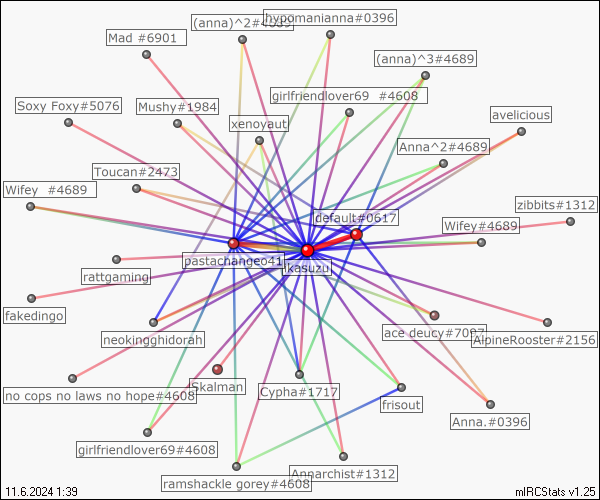 (anna)^2#4689
hypomanianna#0396
Mad #6901
(anna)^3#4689
girlfriendlover69 #4608
Soxy Foxy#5076
Mushy#1984
avelicious
xenoyaut
Anna^2#4689
Toucan#2473
Wifey #4689
zibbits#1312
default#0617
Wifey#4689
pastachangeo41
ikasuzu
rattgaming
fakedingo
neokingghidorah
ace deucy#7087
AlpineRooster#2156
Skalman
no cops no laws no hope#4608
Cypha#1717
frisout
Anna.#0396
girlfriendlover69#4608
Annarchist#1312
ramshackle gorey#4608
11.6.2024 1:39
mIRCStats v1.25